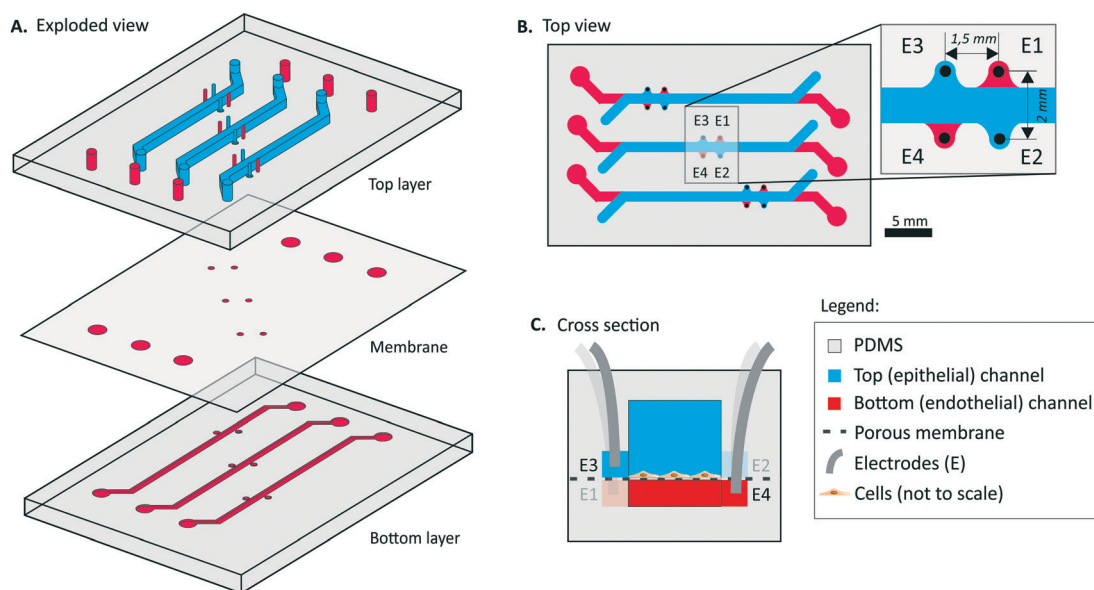 A. Exploded view
Top layer
Membrane
Bottom layer
B. Top view
E3 E1
E4 E2
5 mm
E3
1,5 mm
E1
2 mm
E4
E2
C. Cross section
E3
E2
E1
E4
Legend:
PDMS
Top (epithelial) channel
Bottom (endothelial) channel
Porous membrane
Electrodes (E)
Cells (not to scale)